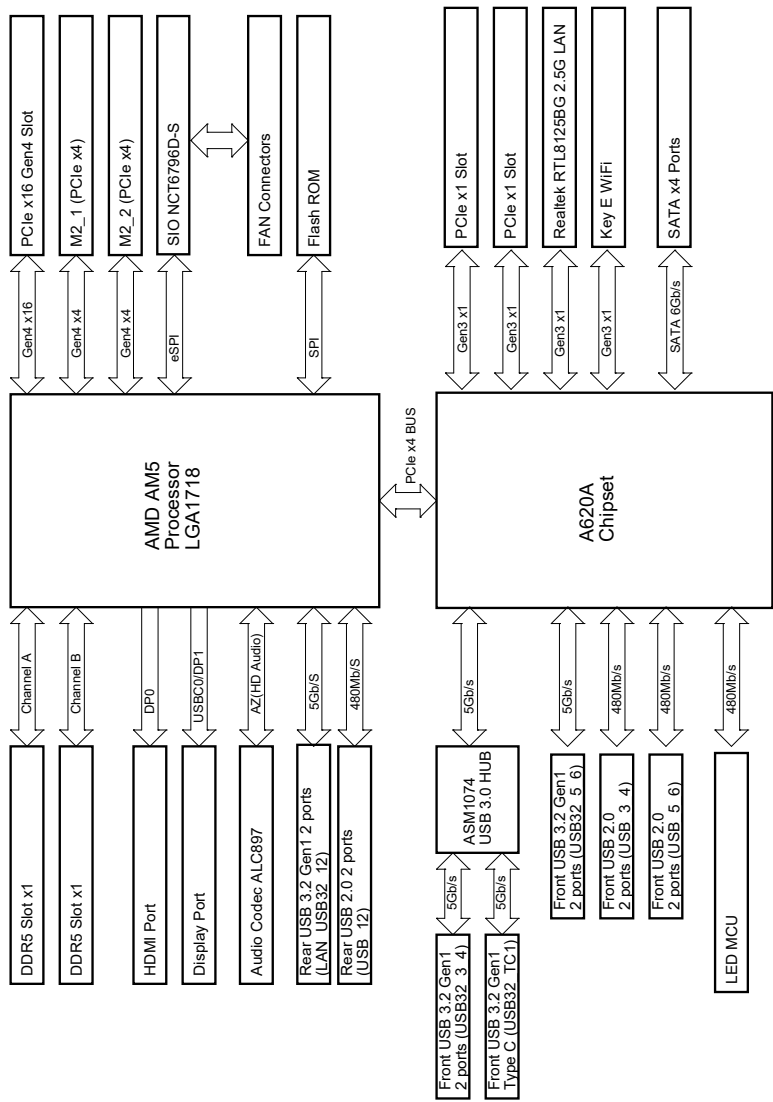 PCIe x16 Gen4 Slot
M2_1 (PCIe x4)
M2_2 (PCIe x4)
SIO NCT6796D-S
FAN Connectors
Flash ROM
Gen4 x16
Gen4 x4
Gen4 x4
eSPI
SPI
AMD AM5
Processor
LGA1718
Channel A
Channel B
DP0
USBC0/DP1
AZ(HD Audio)
5Gb/S
480Mb/S
DDR5 Slot x1
DDR5 Slot x1
HDMI Port
Display Port
Audio Codec ALC897
Rear USB 3.2 Gen1 2 ports
(LAN USB32 12)
Rear USB 2.0 2 ports
(USB 12)
PCIe x4 BUS
PCIe x1 Slot
PCIe x1 Slot
Realtek RTL8125BG 2.5G LAN
Key E WiFi
SATA x4 Ports
Gen3 x1
Gen3 x1
Gen3 x1
Gen3 x1
SATA 6Gb/s
A620A
Chipset
5Gb/s
5Gb/s
480Mb/s
480Mb/s
480Mb/s
ASM1074
USB 3.0 HUB
Front USB 3.2 Gen1
2 ports (USB32 5 6)
Front USB 2.0
2 ports (USB 3 4)
Front USB 2.0
2 ports (USB 5 6)
LED MCU
5Gb/s
5Gb/s
Front USB 3.2 Gen1
2 ports (USB32 3 4)
Front USB 3.2 Gen1
Type C (USB32 TC1)